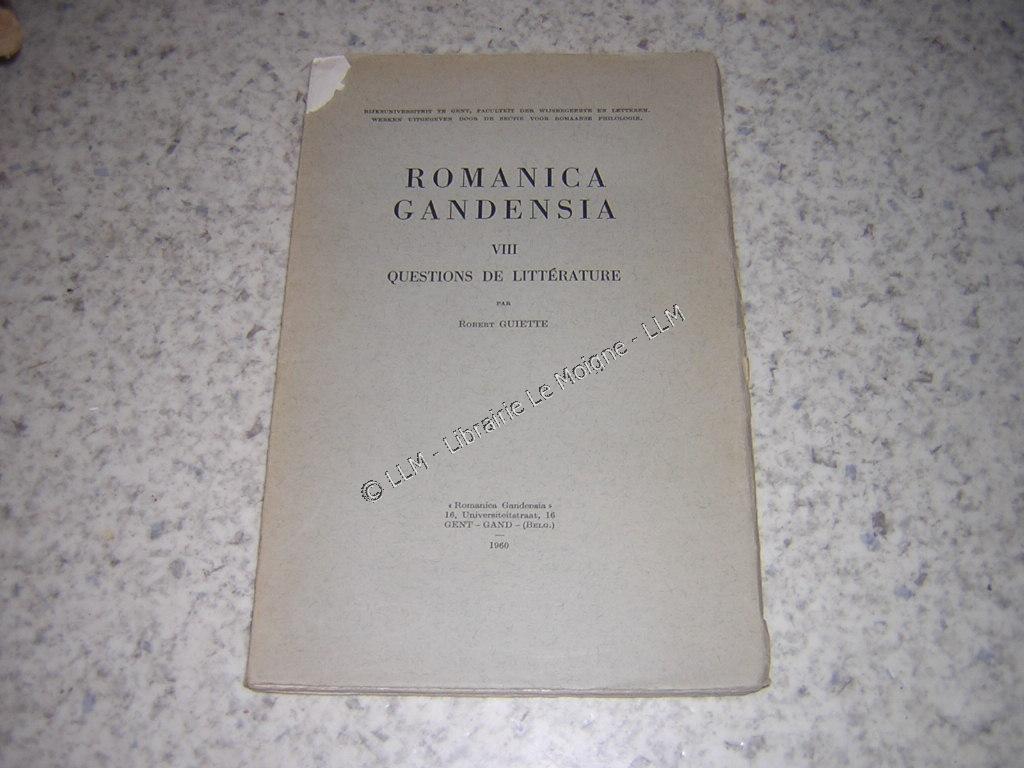 RIJKSUNIVERSITEIT TE GENT, FACULTEIT DER WIJSBEGEERTE EN LETTEREN.
WERKEN UITGEGEVEN DOOR DE SECTIE VOOR ROMAANSE PHILOLOGIE.
ROMANICA
GANDENSIA
VIII
QUESTIONS DE LITTÉRATURE
PAR
ROBERT GUIETTE
© LLM - Librairie Le Moigne - LLM
« Romanica Gandensia »
16, Universiteitstraat, 16
GENT - GAND - (BELG.)
1960